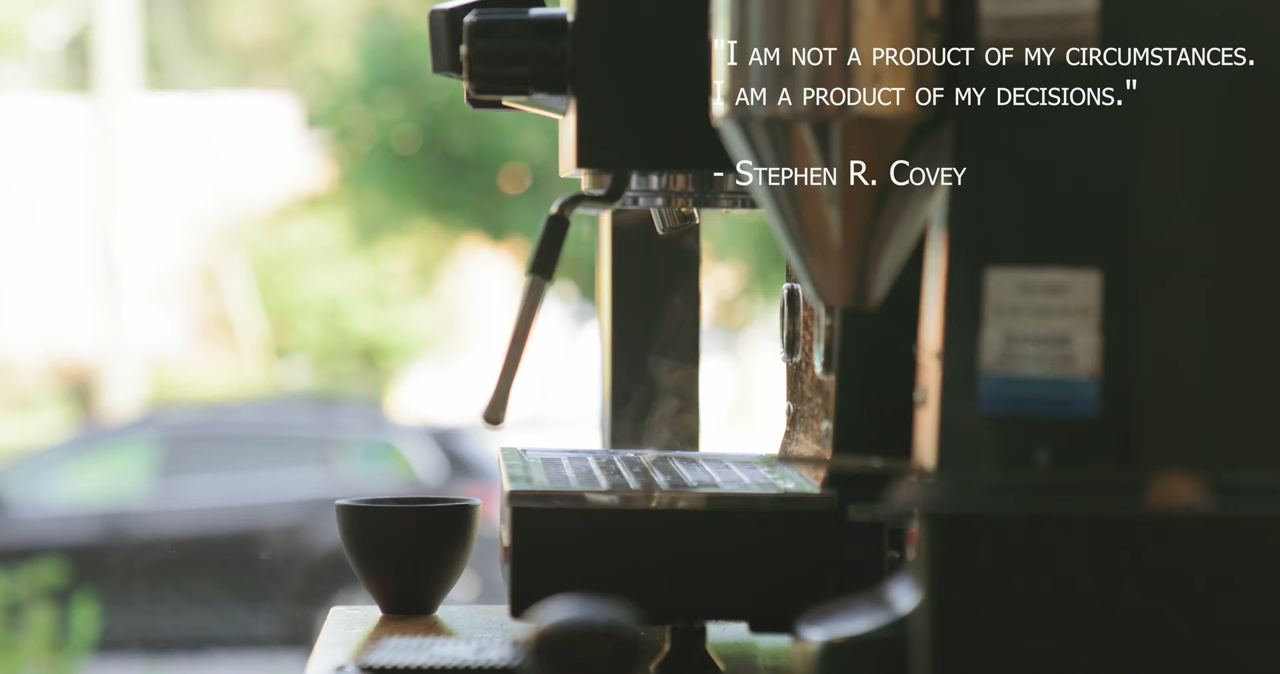 "I am not a product of my circumstances.
I am a product of my decisions."
- Stephen R. Covey